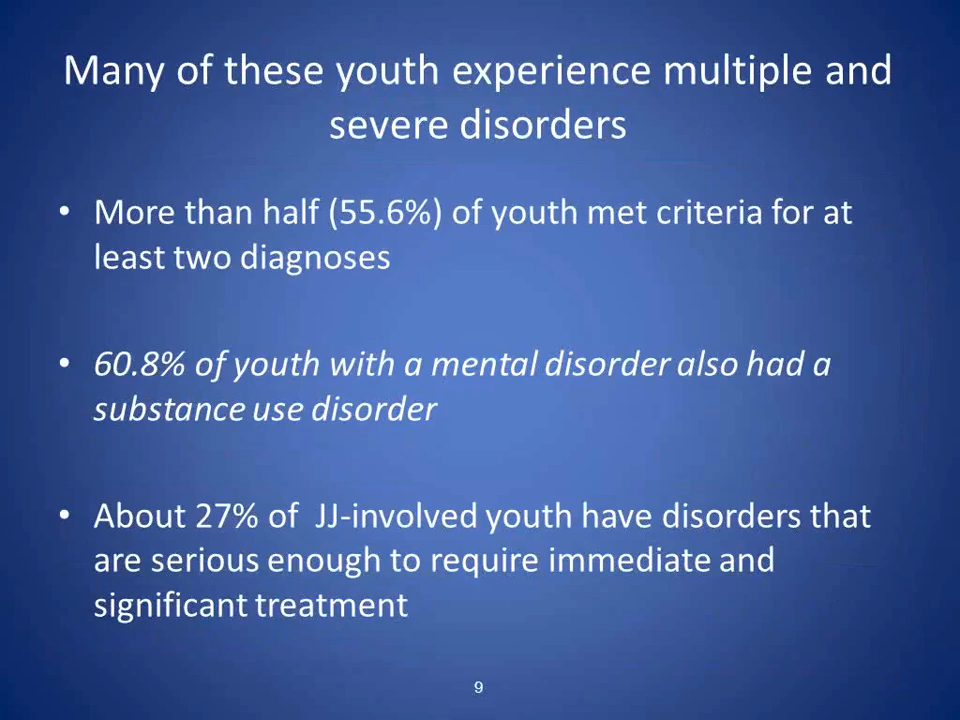 Many of these youth experience multiple and
severe disorders
• More than half (55.6%) of youth met criteria for at
least two diagnoses
• 60.8% of youth with a mental disorder also had a
substance use disorder
• About 27% of  JJ-involved youth have disorders that
are serious enough to require immediate and
significant treatment
9